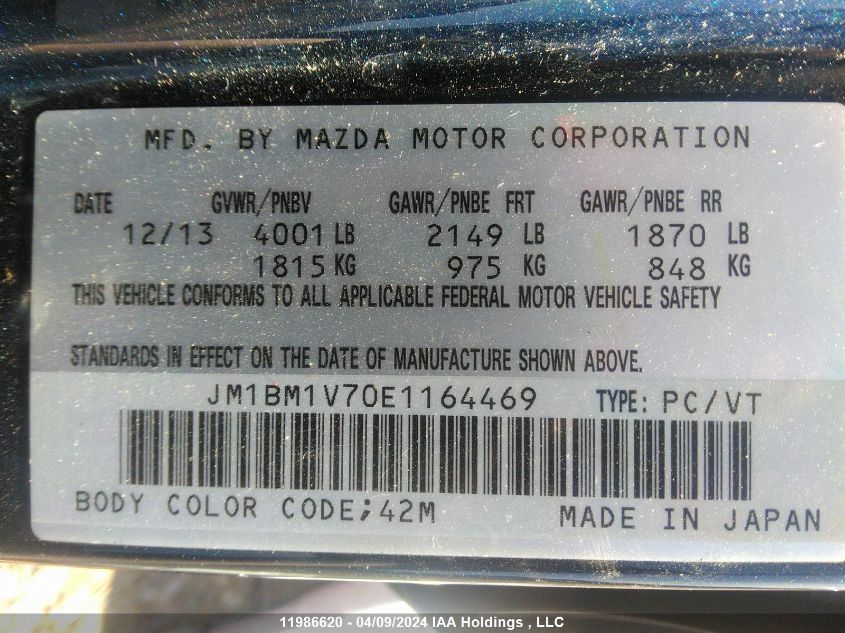 MFD. BY MAZDA MOTOR CORPORATION
DATE GVWR/PNBV GAWR/PNBE FRT GAWR/PNBE RR
12/13 4001 LB 2149 LB 1870 LB
1815 KG 975 KG 848 KG
THIS VEHICLE CONFORMS TO ALL APPLICABLE FEDERAL MOTOR VEHICLE SAFETY
STANDARDS IN EFFECT ON THE DATE OF MANUFACTURE SHOWN ABOVE.
JM1BM1V70E1164469 TYPE: PC/VT
BODY COLOR CODE;42M MADE IN JAPAN
11986620 - 04/09/2024 IAA Holdings , LLC